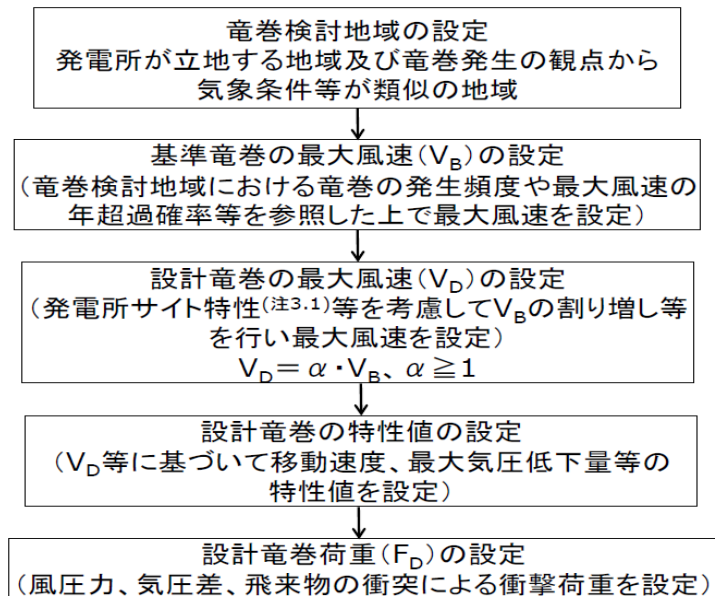 竜巻検討地域の設定
発電所が立地する地域及び竜巻発生の観点から
気象条件等が類似の地域
基準竜巻の最大風速(VB)の設定
(竜巻検討地域における竜巻の発生頻度や最大風速の
年超過確率等を参照した上で最大風速を設定)
設計竜巻の最大風速(VD)の設定
(発電所サイト特性(注3.1)等を考慮してVBの割り増し等
を行い最大風速を設定)
VD=α・VB、α≧1
設計竜巻の特性値の設定
(VD等に基づいて移動速度、最大気圧低下量等の
特性値を設定)
設計竜巻荷重(FD)の設定
(風圧力、気圧差、飛来物の衝突による衝撃荷重を設定)